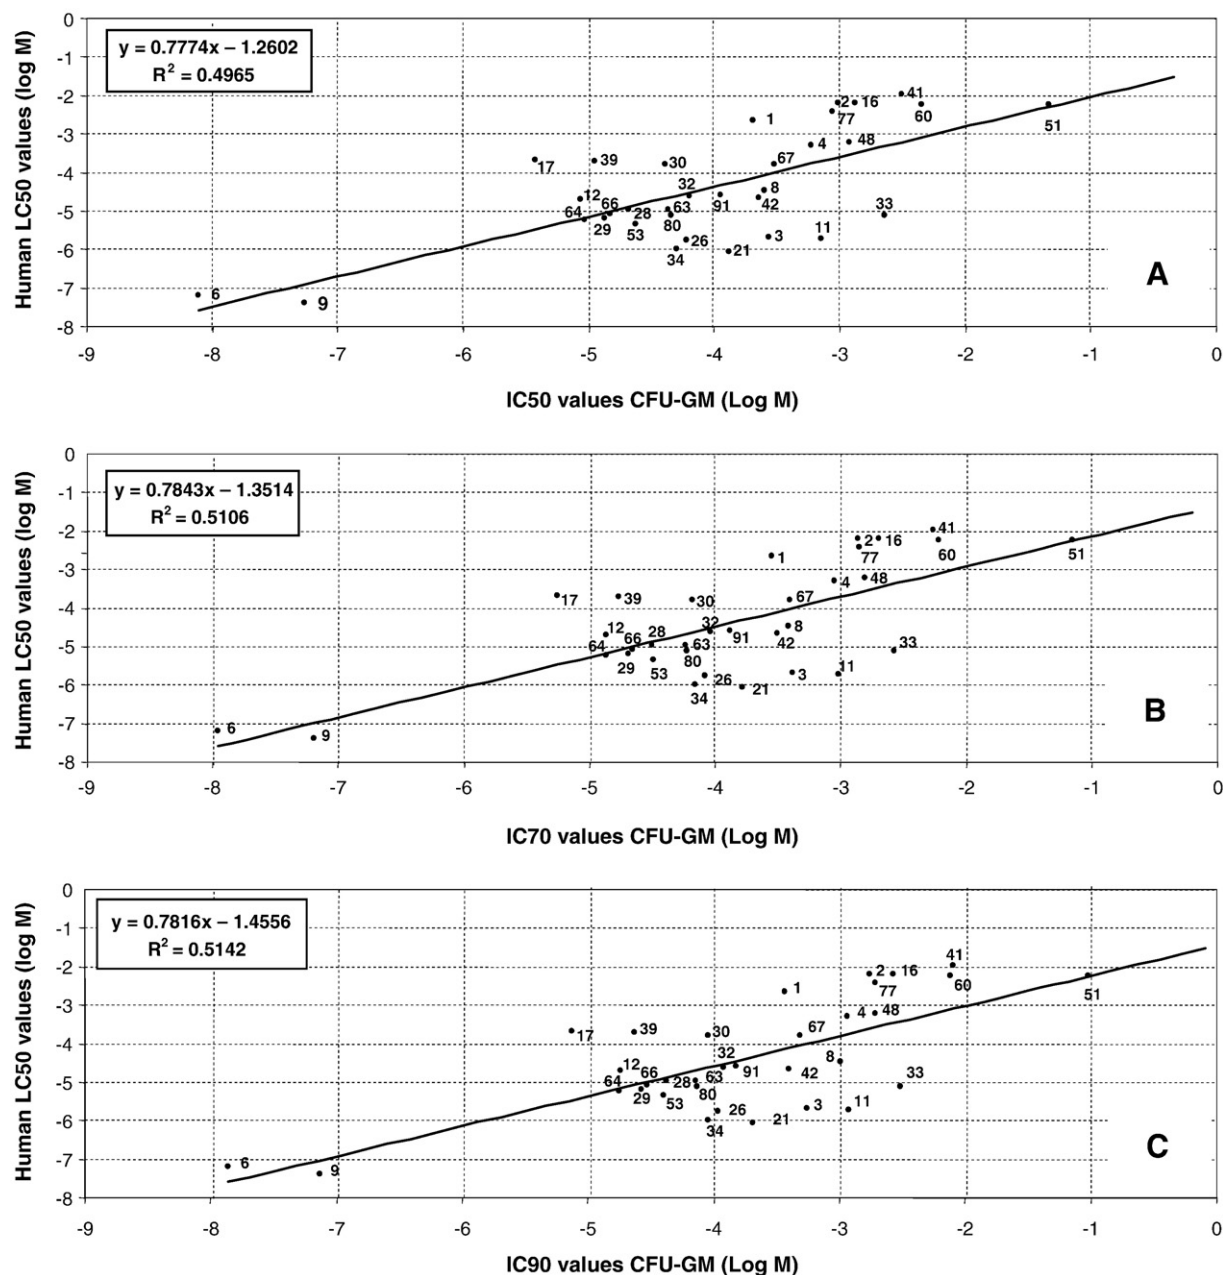 Human LC50 values (log M)
0
-1
-2
-3
-4
-5
-6
-7
-8
y = 0.7774x – 1.2602
R² = 0.4965
41
2 16
60
77
1
51
4 48
17 39 30 67
12 66 32 8
64 28 63 91 42
29 53 80 33
26 3 11
34 21
6
9
A
-9 -8 -7 -6 -5 -4 -3 -2 -1 0
IC50 values CFU-GM (Log M)
Human LC50 values (log M)
0
-1
-2
-3
-4
-5
-6
-7
-8
y = 0.7843x – 1.3514
R² = 0.5106
41
2 16
1 77 60 51
4 48
17 39 30 67
12 66 28 32 8
64 63 91 42 33
29 53 80
26 3 11
34 21
6 9
B
-9 -8 -7 -6 -5 -4 -3 -2 -1 0
IC70 values CFU-GM (Log M)
Human LC50 values (log M)
0
-1
-2
-3
-4
-5
-6
-7
-8
y = 0.7816x – 1.4556
R² = 0.5142
41
2 16
1 77 60 51
4 48
17 39 30 67
32 8
12 66 63 91 42 33
64 28
29 53 80
26 3 11
34 21
6 9
C
-9 -8 -7 -6 -5 -4 -3 -2 -1 0
IC90 values CFU-GM (Log M)